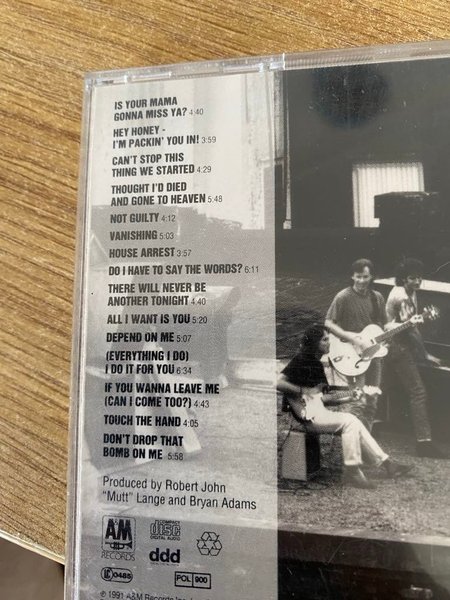 IS YOUR MAMA
GONNA MISS YA? 4:40
HEY HONEY -
I'M PACKIN' YOU IN! 3:59
CAN'T STOP THIS
THING WE STARTED 4:29
THOUGHT I'D DIED
AND GONE TO HEAVEN 5:48
NOT GUILTY 4:12
VANISHING 5:03
HOUSE ARREST 3:57
DO I HAVE TO SAY THE WORDS? 6:11
THERE WILL NEVER BE
ANOTHER TONIGHT 4:40
ALL I WANT IS YOU 5:20
DEPEND ON ME 5:07
(EVERYTHING I DO)
I DO IT FOR YOU 6:34
IF YOU WANNA LEAVE ME
(CAN I COME TOO?) 4:43
TOUCH THE HAND 4:05
DON'T DROP THAT
BOMB ON ME 5:58
Produced by Robert John
"Mutt" Lange and Bryan Adams
A&M
RECORDS
COMPACT
disc
DIGITAL AUDIO
ddd
LC 0485
POL 900
℗ 1991 A&M Records Inc.